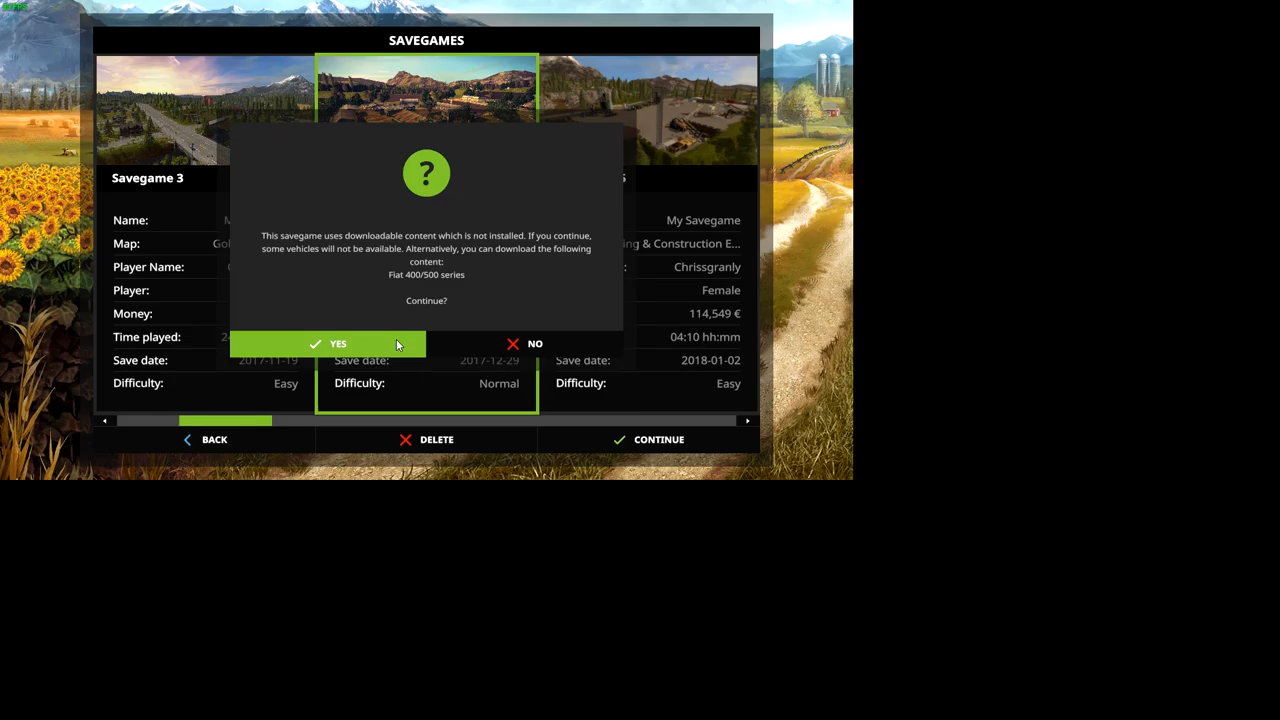 SAVEGAMES
Savegame 3
5
?
This savegame uses downloadable content which is not installed. If you continue,
some vehicles will not be available. Alternatively, you can download the following
content:
Fiat 400/500 series
Continue?
YES
NO
Name:
M
My Savegame
Map:
Gol
ng & Construction E...
Player Name:
:
Chrissgranly
Player:
Female
Money:
114,549 €
Time played:
2
04:10 hh:mm
Save date: 2017-11-19
Save date: 2017-12-29
Save date: 2018-01-02
Difficulty: Easy
Difficulty: Normal
Difficulty: Easy
BACK
DELETE
CONTINUE